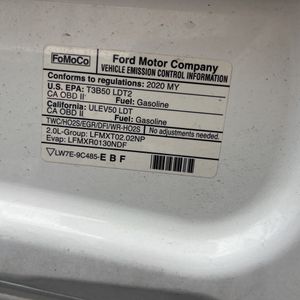 FoMoCo
Ford Motor Company
VEHICLE EMISSION CONTROL INFORMATION
Conforms to regulations: 2020 MY
U.S. EPA: T3B50 LDT2
CA OBD II Fuel: Gasoline
California: ULEV50 LDT
CA OBD II Fuel: Gasoline
TWC/HO2S/EGR/DFI/WR-HO2S No adjustments needed.
2.0L-Group: LFMXT02.02NP
Evap: LFMXR0130NDF
LW7E-9C485-EBF